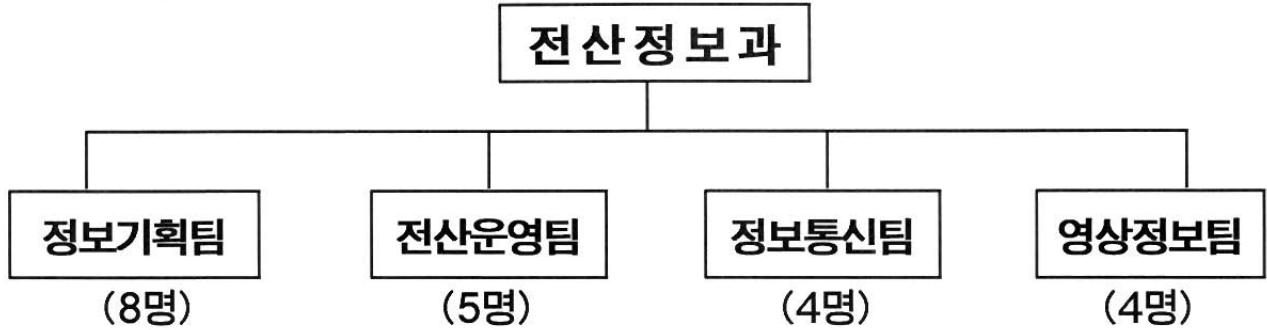 전산정보과
정보기획팀 전산운영팀 정보통신팀 영상정보팀
(8명) (5명) (4명) (4명)